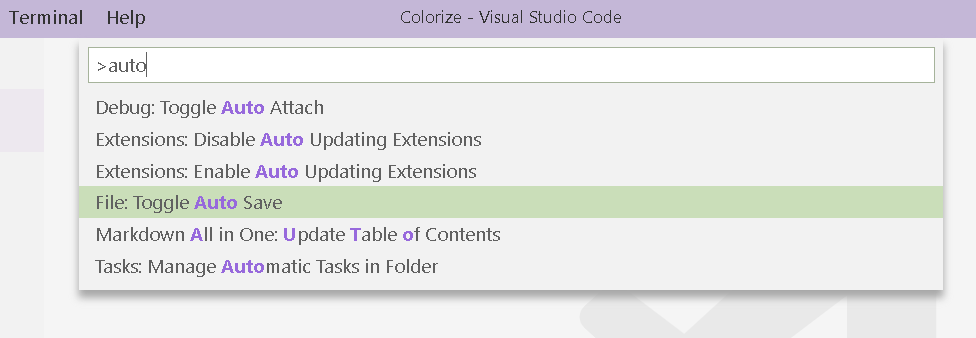 Terminal Help Colorize - Visual Studio Code
>auto
Debug: Toggle Auto Attach
Extensions: Disable Auto Updating Extensions
Extensions: Enable Auto Updating Extensions
File: Toggle Auto Save
Markdown All in One: Update Table of Contents
Tasks: Manage Automatic Tasks in Folder